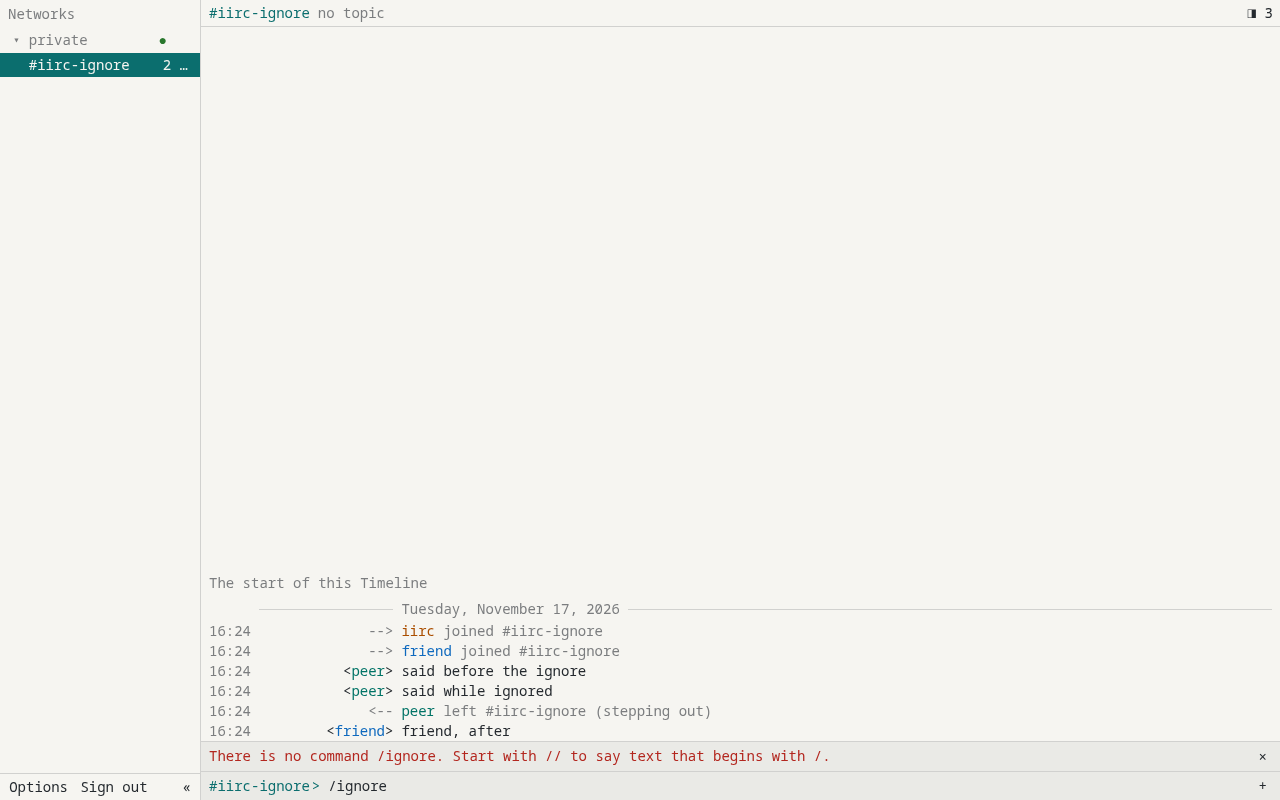 Networks
▾ private ●
#iirc-ignore 2 …
Options Sign out «
#iirc-ignore no topic ◨ 3
The start of this Timeline
Tuesday, November 17, 2026
16:24 --> iirc joined #iirc-ignore
16:24 --> friend joined #iirc-ignore
16:24 <peer> said before the ignore
16:24 <peer> said while ignored
16:24 <-- peer left #iirc-ignore (stepping out)
16:24 <friend> friend, after
There is no command /ignore. Start with // to say text that begins with /. ×
#iirc-ignore> /ignore +